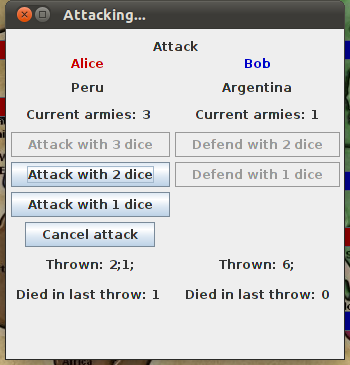 Attacking...
Attack
Alice Bob
Peru Argentina
Current armies: 3 Current armies: 1
Attack with 3 dice Defend with 2 dice
Attack with 2 dice Defend with 1 dice
Attack with 1 dice
Cancel attack
Thrown: 2;1; Thrown: 6;
Died in last throw: 1 Died in last throw: 0
Africa